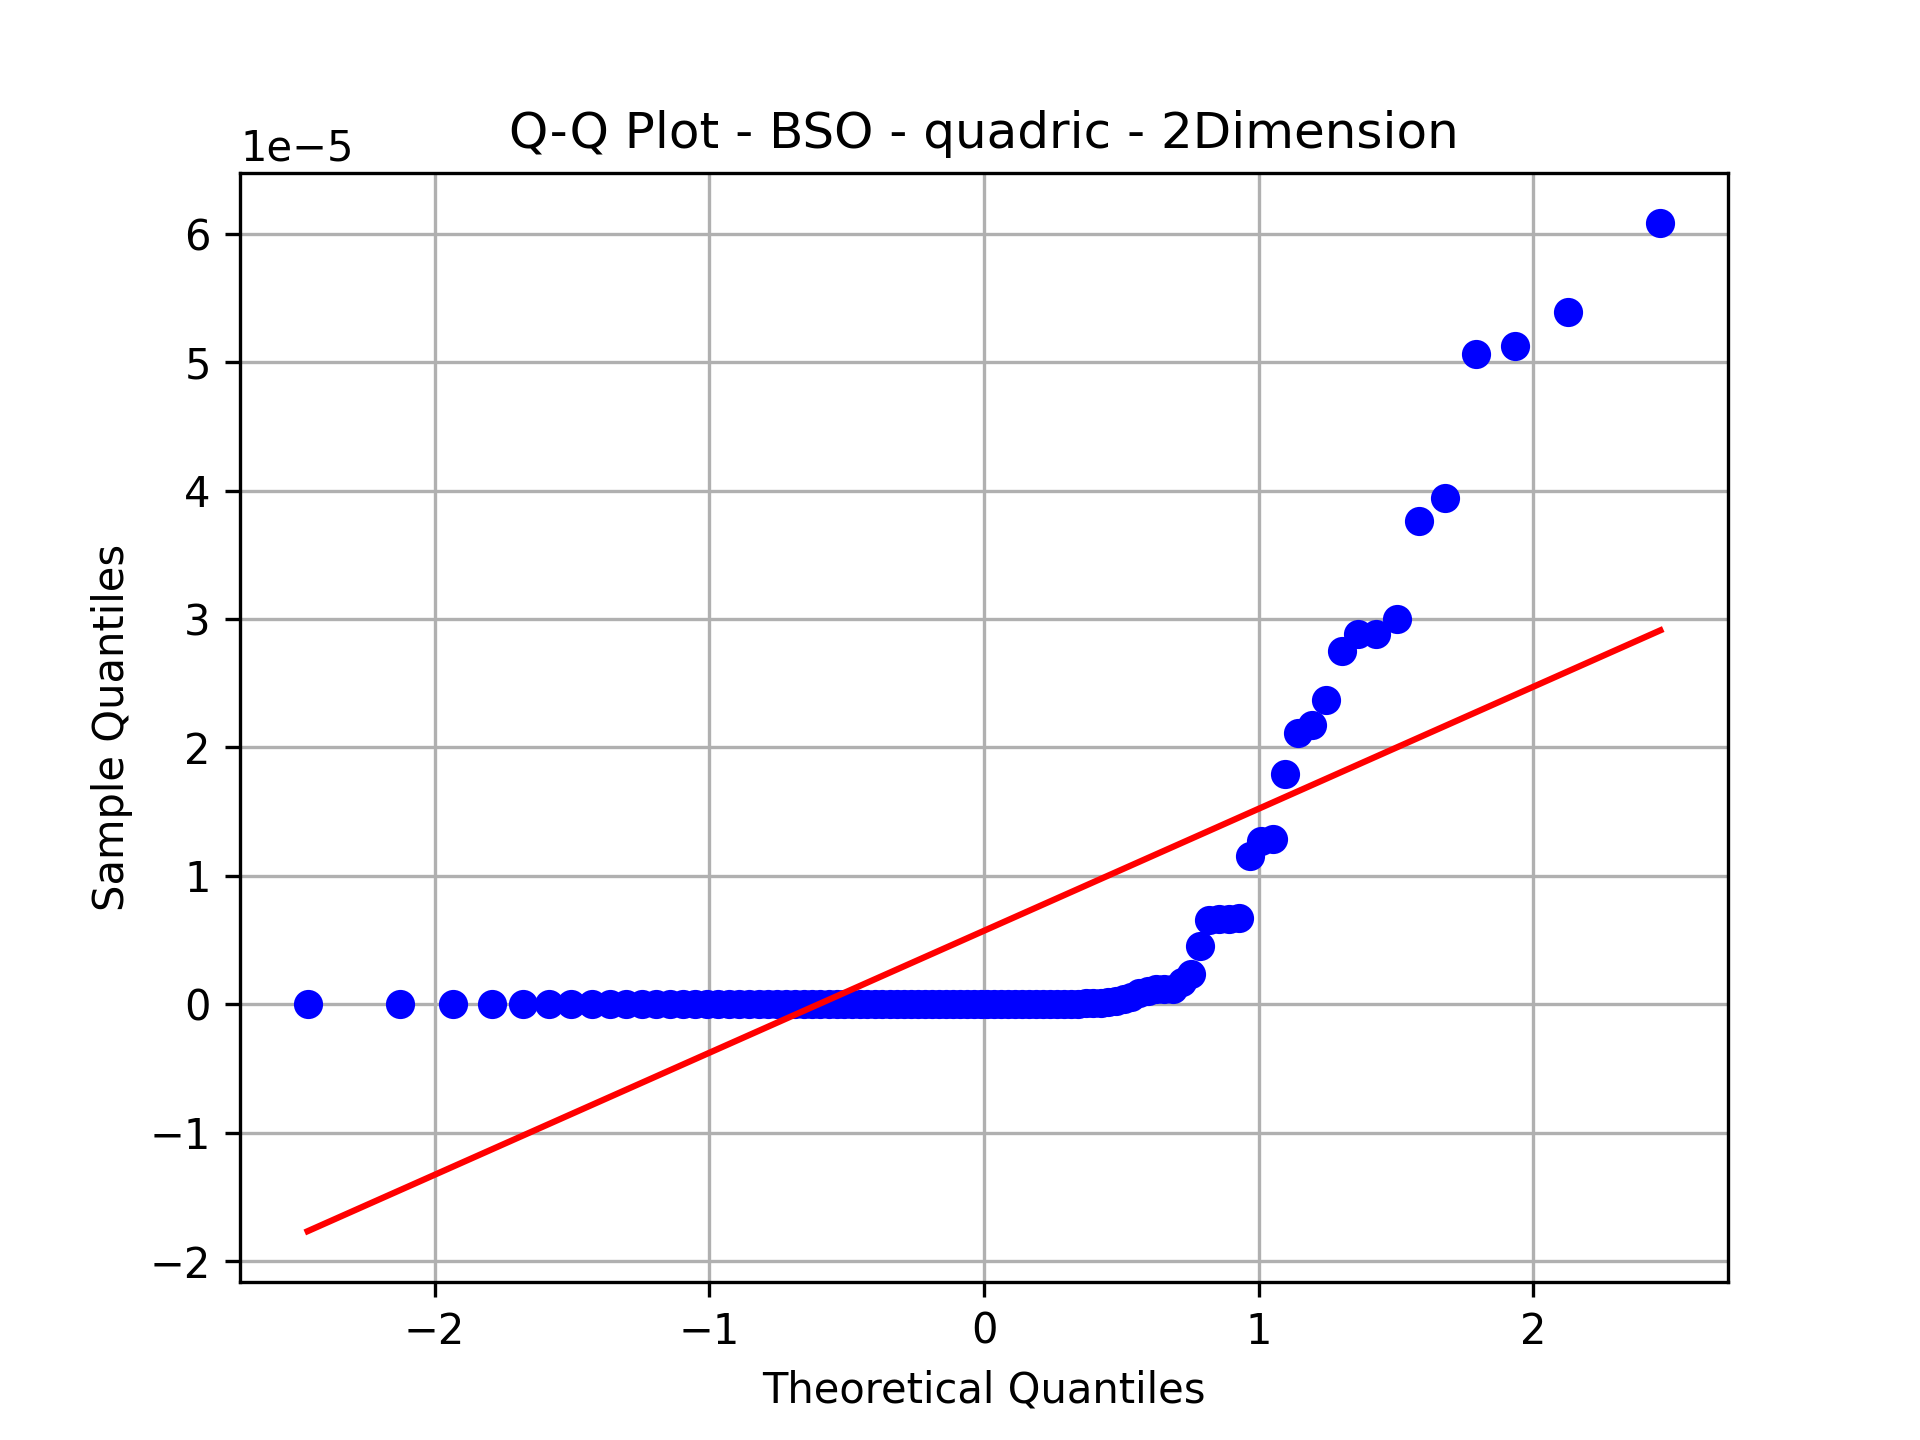 Q-Q Plot - BSO - quadric - 2Dimension
1e−5
6
5
4
3
2
1
0
−1
−2
Sample Quantiles
−2 −1 0 1 2
Theoretical Quantiles